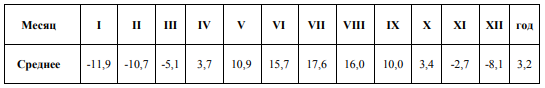 Месяц I II III IV V VI VII VIII IX X XI XII год
Среднее -11,9 -10,7 -5,1 3,7 10,9 15,7 17,6 16,0 10,0 3,4 -2,7 -8,1 3,2